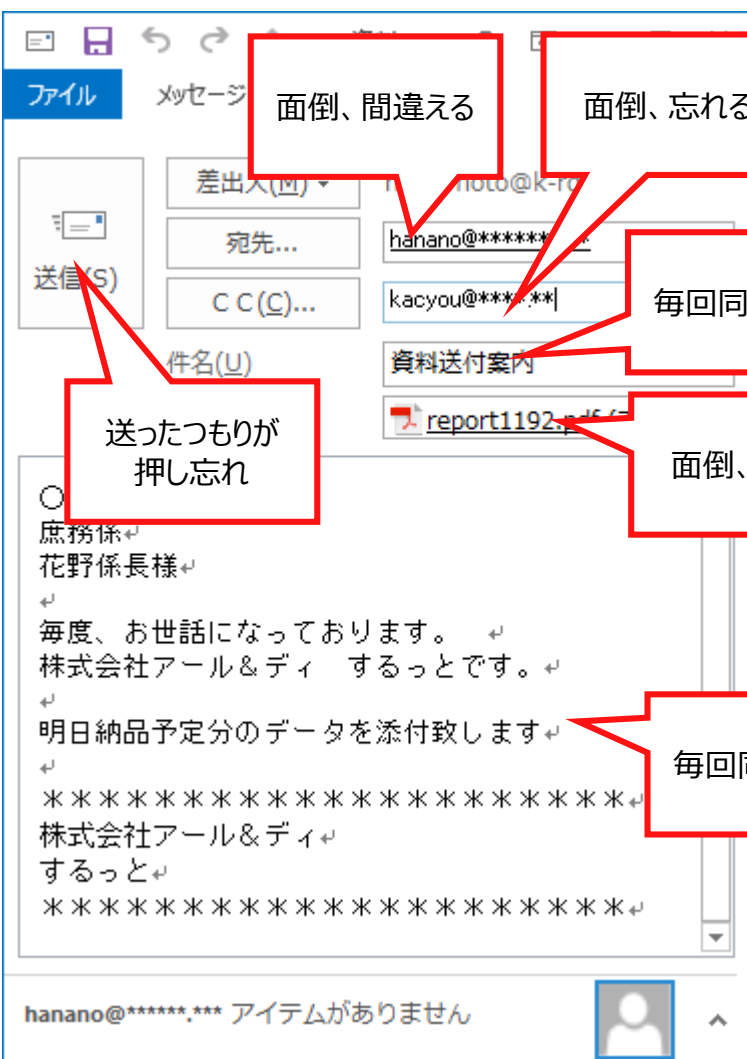 ファイル
メッセージ
面倒、間違える
面倒、忘れる
差出人(M)
moto@k-r
送信(S)
宛先...
hanano@******
C C(C)...
kacyou@****.**
毎回同
件名(U)
資料送付案内
report1192.pdf
面倒、
送ったつもりが
押し忘れ
〇
庶務係↵
花野係長様↵
↵
毎度、お世話になっております。 ↵
株式会社アール＆ディ するっとです。↵
↵
明日納品予定分のデータを添付致します↵
↵
毎回同
＊＊＊＊＊＊＊＊＊＊＊＊＊＊＊＊＊＊＊＊＊↵
株式会社アール＆ディ↵
するっと↵
＊＊＊＊＊＊＊＊＊＊＊＊＊＊＊＊＊＊＊＊＊↵
hanano@******.*** アイテムがありません